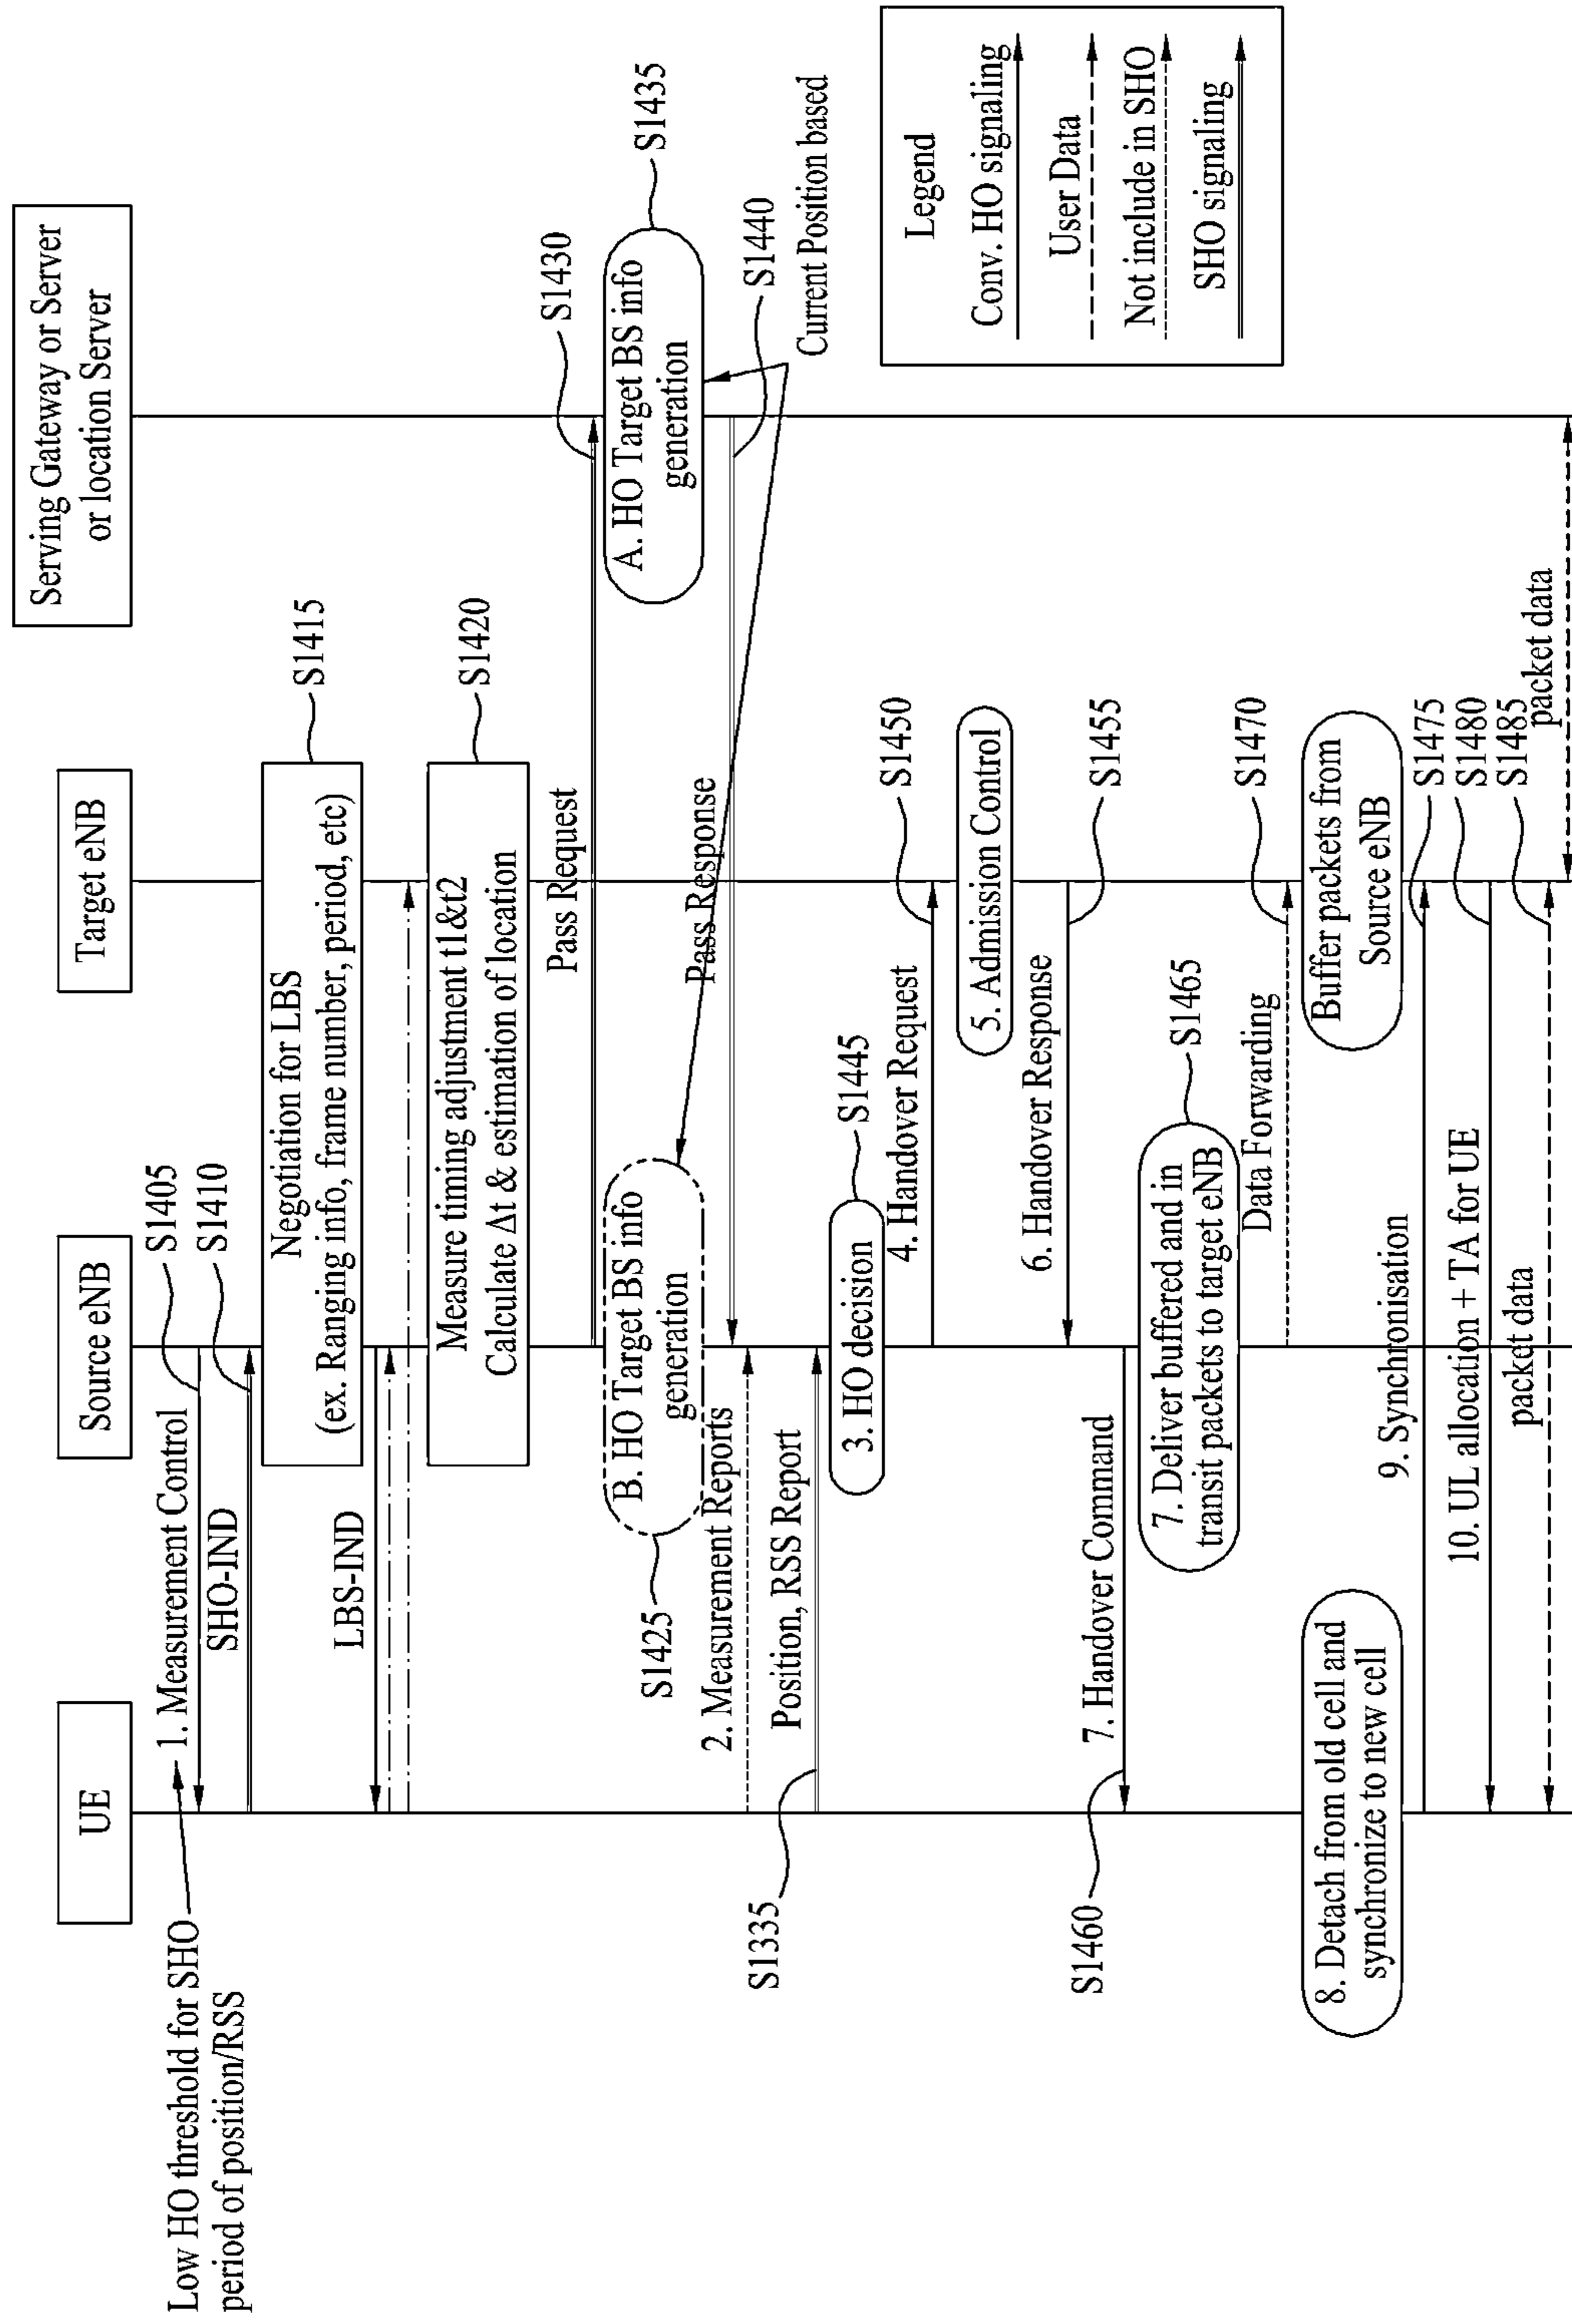 UE
Source eNB
Target eNB
Serving Gateway or Server
or location Server
Low HO threshold for SHO
period of position/RSS
1. Measurement Control
S1405
SHO-IND
S1410
Negotiation for LBS
(ex. Ranging info, frame number, period, etc)
S1415
LBS-IND
Measure timing adjustment t1&t2
Calculate Δt & estimation of location
S1420
Pass Request
S1430
S1425
B. HO Target BS info
generation
A. HO Target BS info
generation
S1435
Pass Response
S1440
Current Position based
2. Measurement Reports
Position, RSS Report
S1335
3. HO decision
S1445
4. Handover Request
S1450
5. Admission Control
6. Handover Response
S1455
7. Handover Command
S1460
7. Deliver buffered and in
transit packets to target eNB
S1465
Data Forwarding
S1470
8. Detach from old cell and
synchronize to new cell
Buffer packets from
Source eNB
9. Synchronisation
S1475
10. UL allocation + TA for UE
S1480
packet data
S1485
packet data
Legend
Conv. HO signaling
User Data
Not include in SHO
SHO signaling